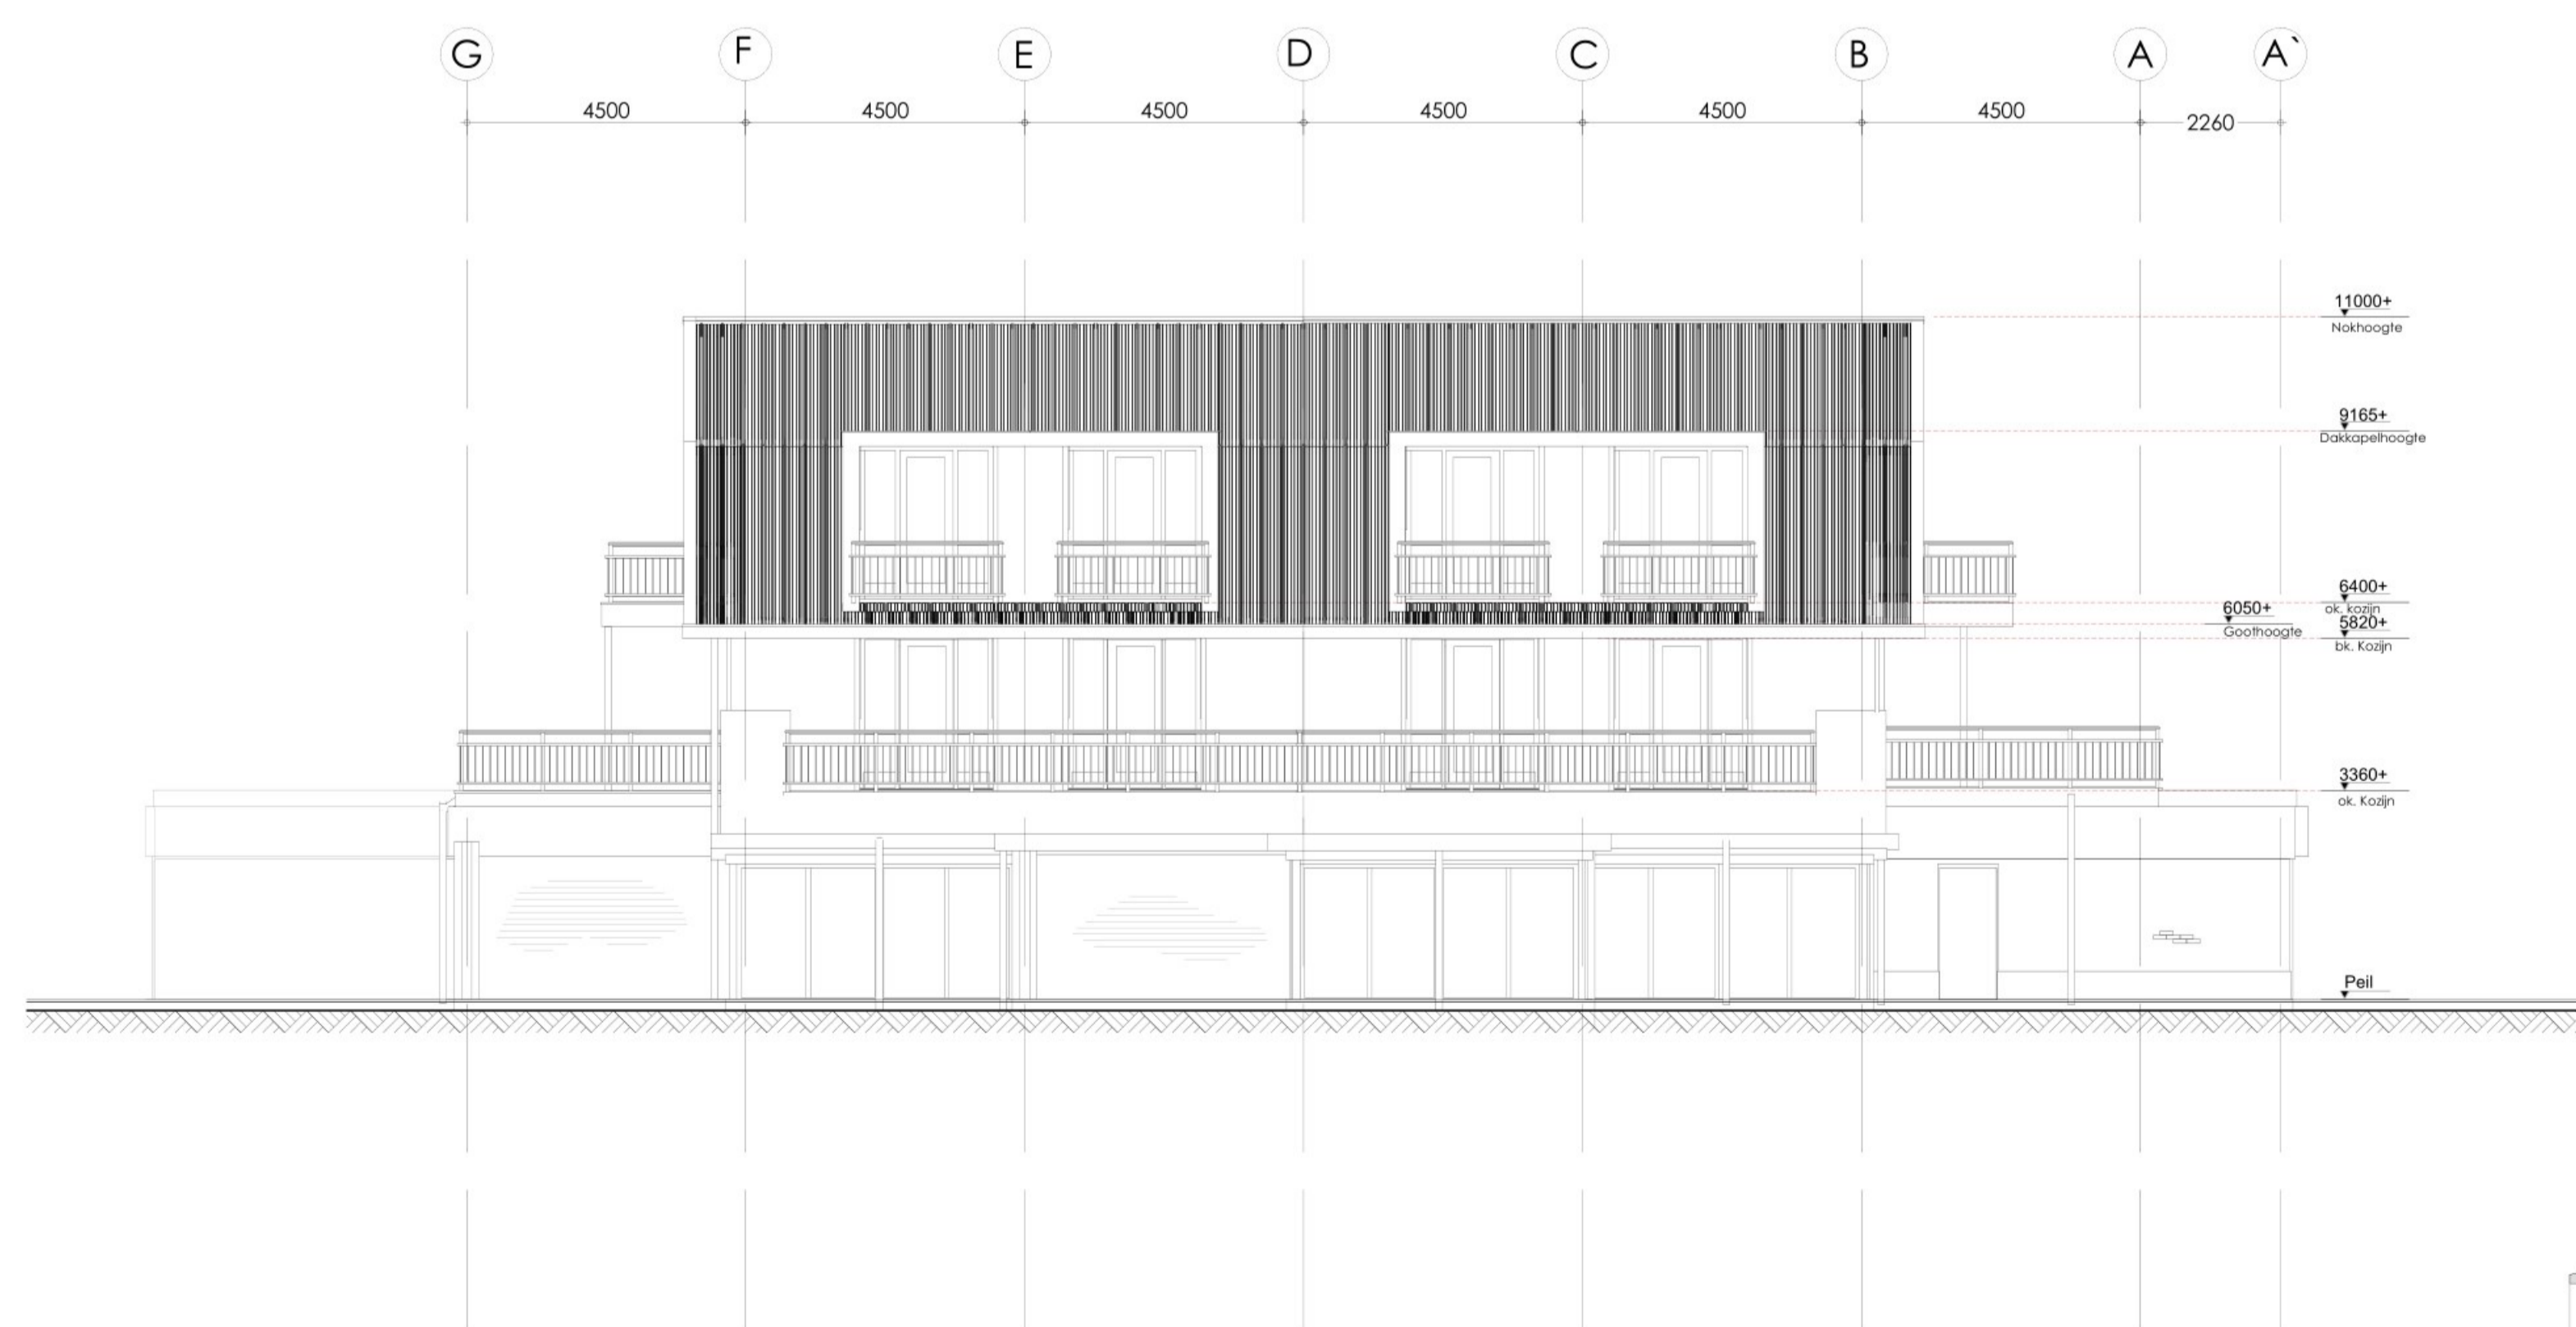 G F E D C B A A`
4500 4500 4500 4500 4500 4500 2260
11000+
Nokhoogte
9165+
Dakkapelhoogte
6400+
ok. kozijn
6050+
Goothoogte
5820+
bk. Kozijn
3360+
ok. Kozijn
Peil